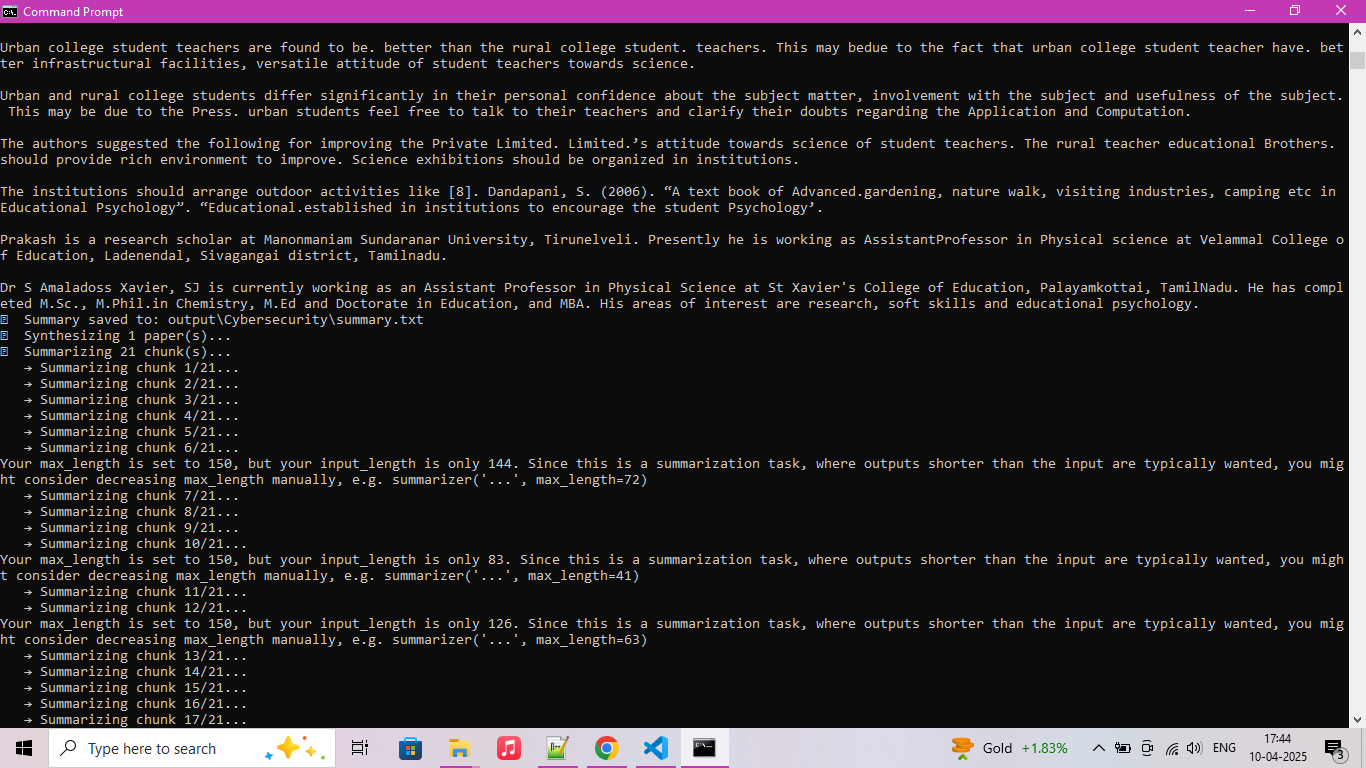 Command Prompt
Urban college student teachers are found to be. better than the rural college student. teachers. This may bedue to the fact that urban college student teacher have. bet
ter infrastructural facilities, versatile attitude of student teachers towards science.
Urban and rural college students differ significantly in their personal confidence about the subject matter, involvement with the subject and usefulness of the subject.
This may be due to the Press. urban students feel free to talk to their teachers and clarify their doubts regarding the Application and Computation.
The authors suggested the following for improving the Private Limited. Limited.’s attitude towards science of student teachers. The rural teacher educational Brothers.
should provide rich environment to improve. Science exhibitions should be organized in institutions.
The institutions should arrange outdoor activities like [8]. Dandapani, S. (2006). “A text book of Advanced.gardening, nature walk, visiting industries, camping etc in
Educational Psychology”. “Educational.established in institutions to encourage the student Psychology’.
Prakash is a research scholar at Manonmaniam Sundaranar University, Tirunelveli. Presently he is working as AssistantProfessor in Physical science at Velammal College o
f Education, Ladenendal, Sivagangai district, Tamilnadu.
Dr S Amaladoss Xavier, SJ is currently working as an Assistant Professor in Physical Science at St Xavier's College of Education, Palayamkottai, TamilNadu. He has compl
eted M.Sc., M.Phil.in Chemistry, M.Ed and Doctorate in Education, and MBA. His areas of interest are research, soft skills and educational psychology.
Summary saved to: output\Cybersecurity\summary.txt
Synthesizing 1 paper(s)...
Summarizing 21 chunk(s)...
→ Summarizing chunk 1/21...
→ Summarizing chunk 2/21...
→ Summarizing chunk 3/21...
→ Summarizing chunk 4/21...
→ Summarizing chunk 5/21...
→ Summarizing chunk 6/21...
Your max_length is set to 150, but your input_length is only 144. Since this is a summarization task, where outputs shorter than the input are typically wanted, you mig
ht consider decreasing max_length manually, e.g. summarizer('...', max_length=72)
→ Summarizing chunk 7/21...
→ Summarizing chunk 8/21...
→ Summarizing chunk 9/21...
→ Summarizing chunk 10/21...
Your max_length is set to 150, but your input_length is only 83. Since this is a summarization task, where outputs shorter than the input are typically wanted, you migh
t consider decreasing max_length manually, e.g. summarizer('...', max_length=41)
→ Summarizing chunk 11/21...
→ Summarizing chunk 12/21...
Your max_length is set to 150, but your input_length is only 126. Since this is a summarization task, where outputs shorter than the input are typically wanted, you mig
ht consider decreasing max_length manually, e.g. summarizer('...', max_length=63)
→ Summarizing chunk 13/21...
→ Summarizing chunk 14/21...
→ Summarizing chunk 15/21...
→ Summarizing chunk 16/21...
→ Summarizing chunk 17/21...
Type here to search
Gold +1.83%
ENG
17:44
10-04-2025
3